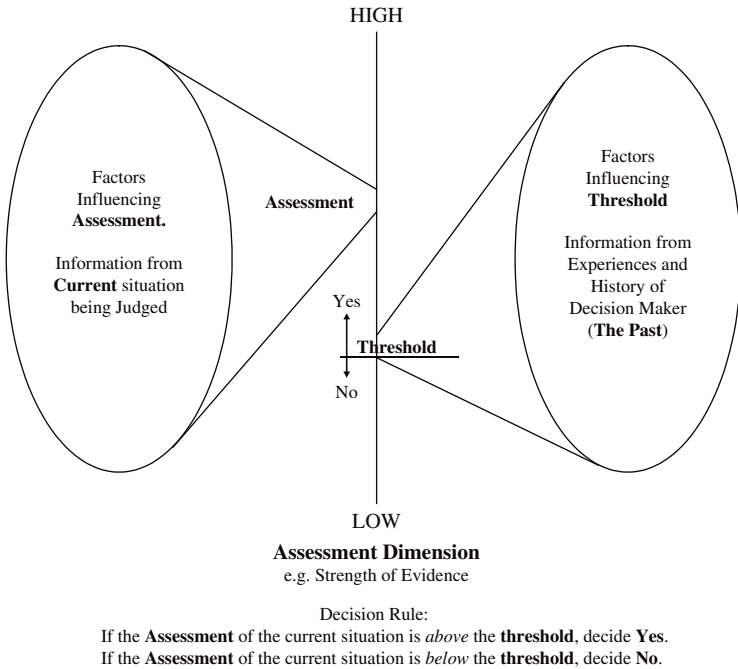 HIGH
Factors
Influencing
Assessment.
Information from
Current situation
being Judged
Assessment
Yes
Threshold
No
Factors
Influencing
Threshold
Information from
Experiences and
History of
Decision Maker
(The Past)
LOW
Assessment Dimension
e.g. Strength of Evidence
Decision Rule:
If the Assessment of the current situation is above the threshold, decide Yes.
If the Assessment of the current situation is below the threshold, decide No.